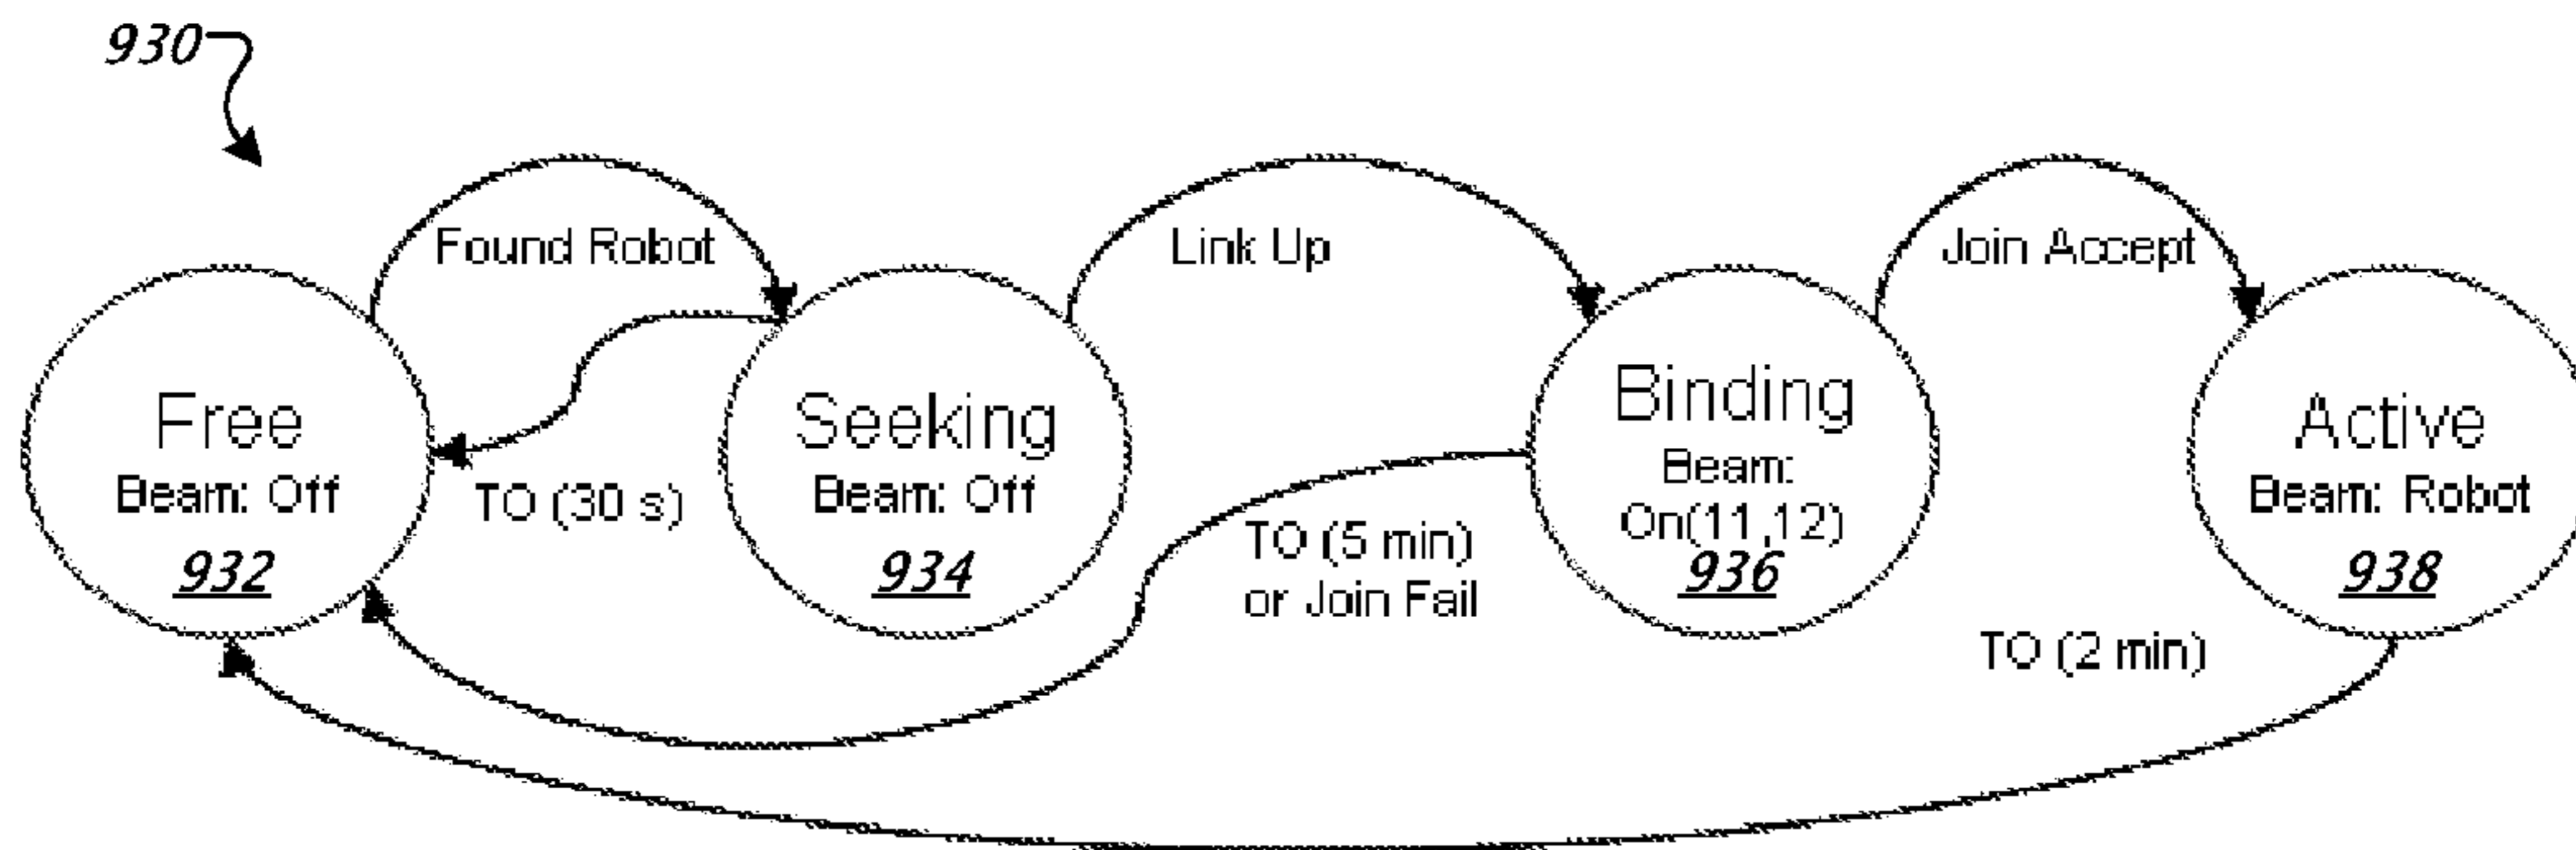 930
Found Robot
Link Up
Join Accept
Free
Beam: Off
932
TO (30 s)
Seeking
Beam: Off
934
TO (5 min)
or Join Fail
Binding
Beam:
On(11,12)
936
Active
Beam: Robot
938
TO (2 min)